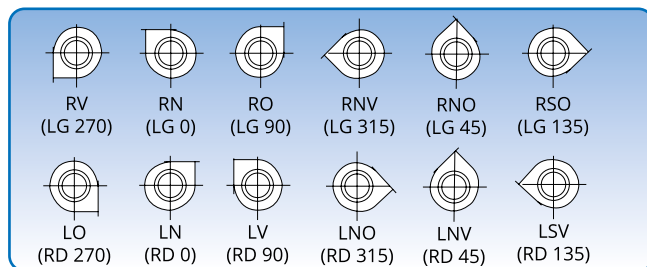 RV RN RO RNV RNO RSO
(LG 270) (LG 0) (LG 90) (LG 315) (LG 45) (LG 135)
LO LN LV LNO LNV LSV
(RD 270) (RD 0) (RD 90) (RD 315) (RD 45) (RD 135)